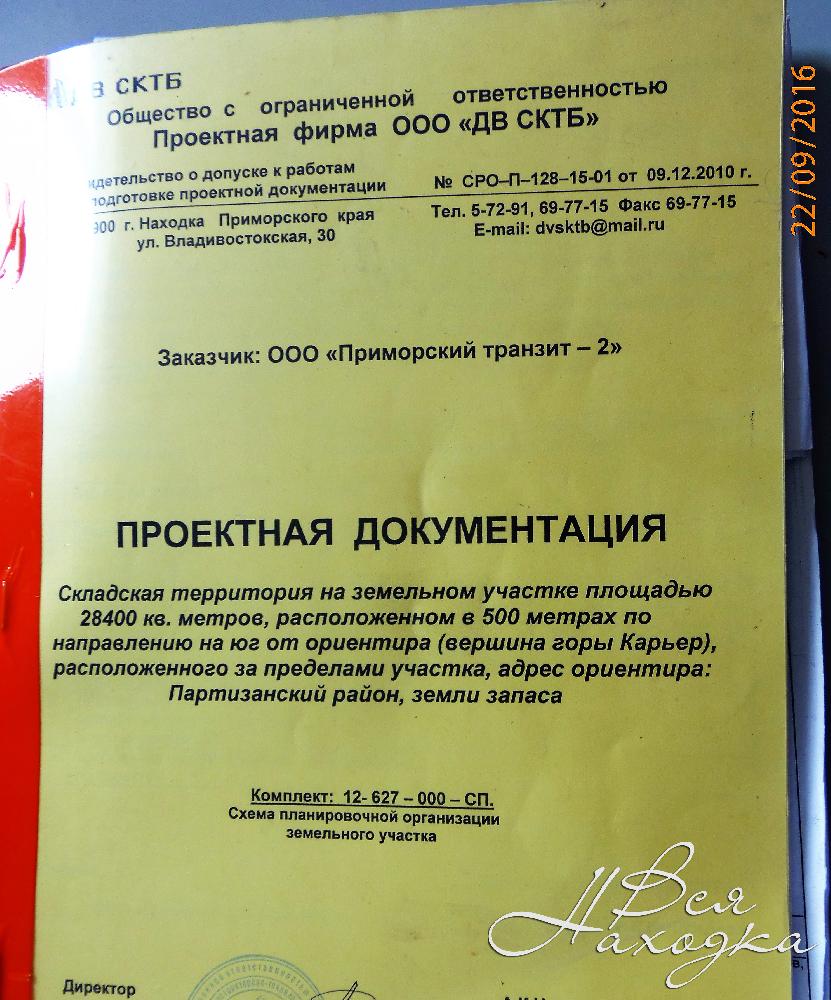 В СКТБ
Общество с ограниченной ответственностью
Проектная фирма ООО «ДВ СКТБ»
идетельство о допуске к работам
подготовке проектной документации
№ СРО–П–128–15-01 от 09.12.2010 г.
900 г. Находка Приморского края
ул. Владивостокская, 30
Тел. 5-72-91, 69-77-15 Факс 69-77-15
E-mail: dvsktb@mail.ru
22/09/2016
Заказчик: ООО «Приморский транзит – 2»
ПРОЕКТНАЯ ДОКУМЕНТАЦИЯ
Складская территория на земельном участке площадью
28400 кв. метров, расположенном в 500 метрах по
направлению на юг от ориентира (вершина горы Карьер),
расположенного за пределами участка, адрес ориентира:
Партизанский район, земли запаса
Комплект: 12- 627 – 000 – СП.
Схема планировочной организации
земельного участка
Вся
Находка
Директор